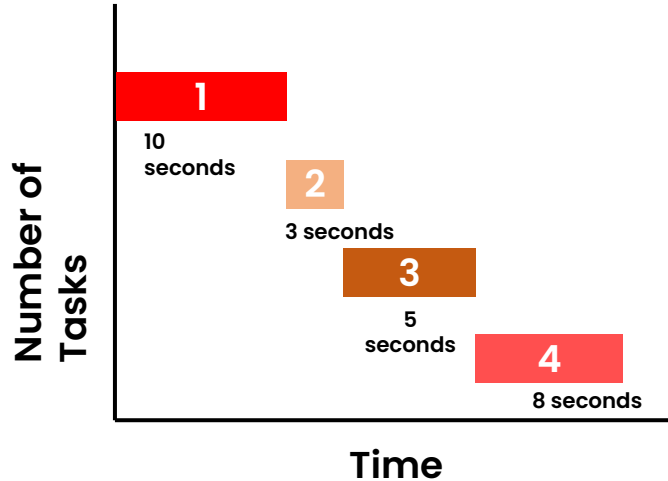 Number of
Tasks
1
10
seconds
2
3 seconds
3
5
seconds
4
8 seconds
Time